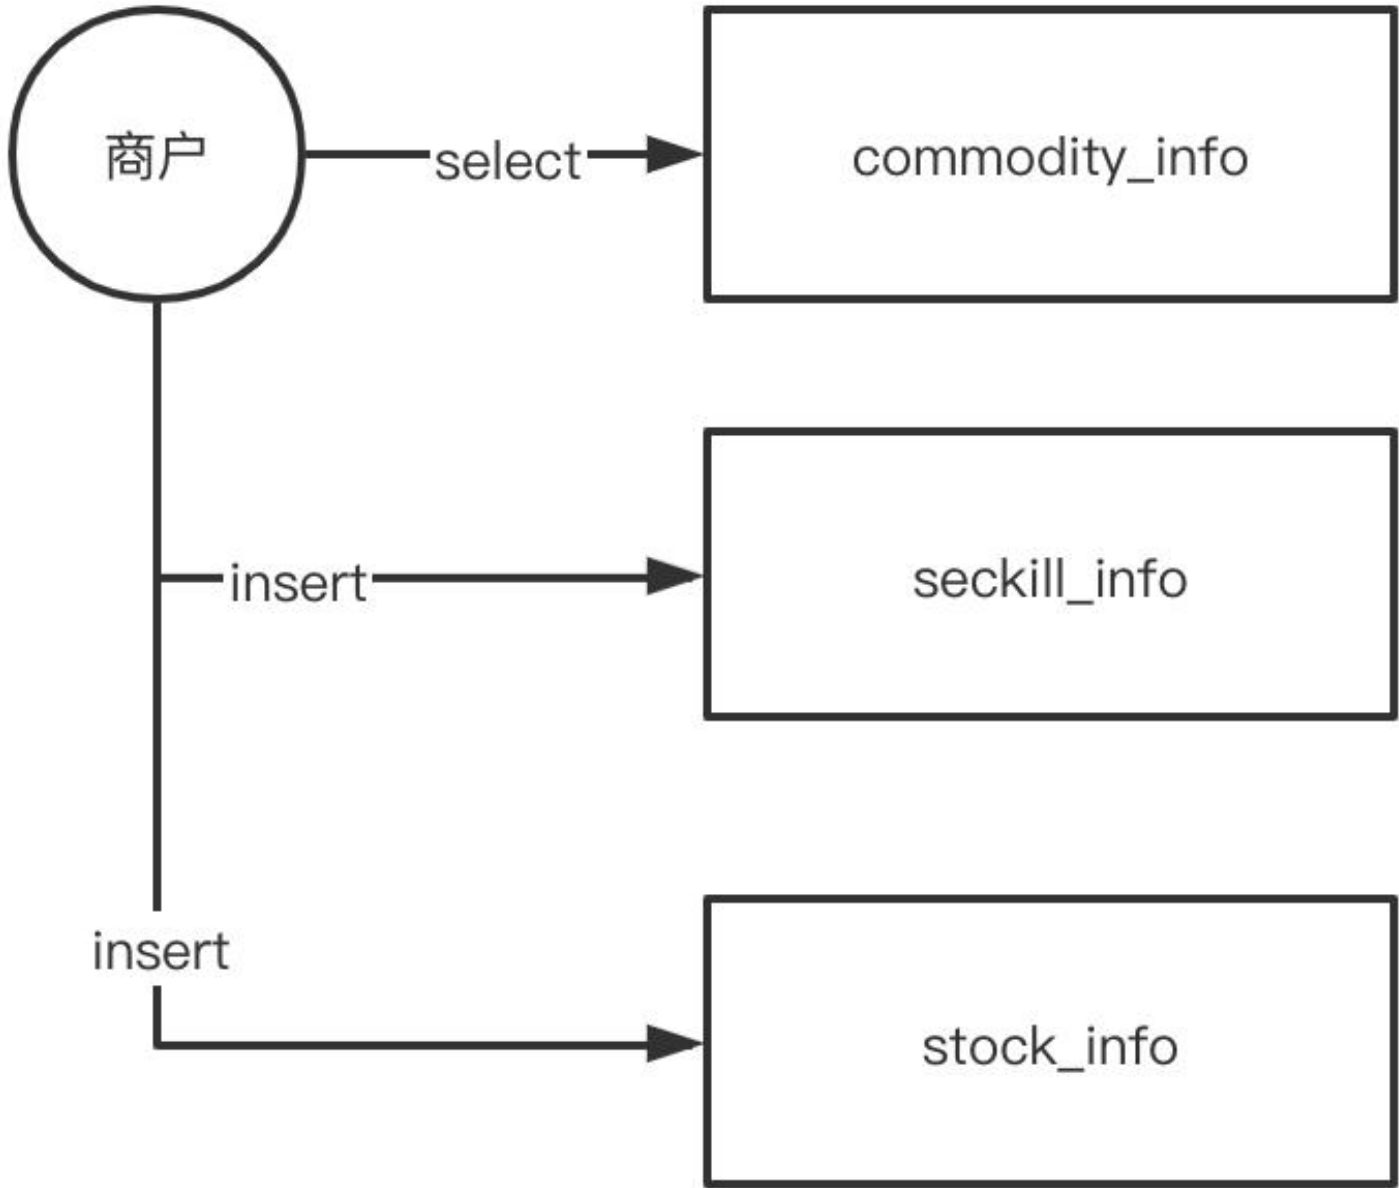 商户
select
commodity_info
insert
seckill_info
insert
stock_info